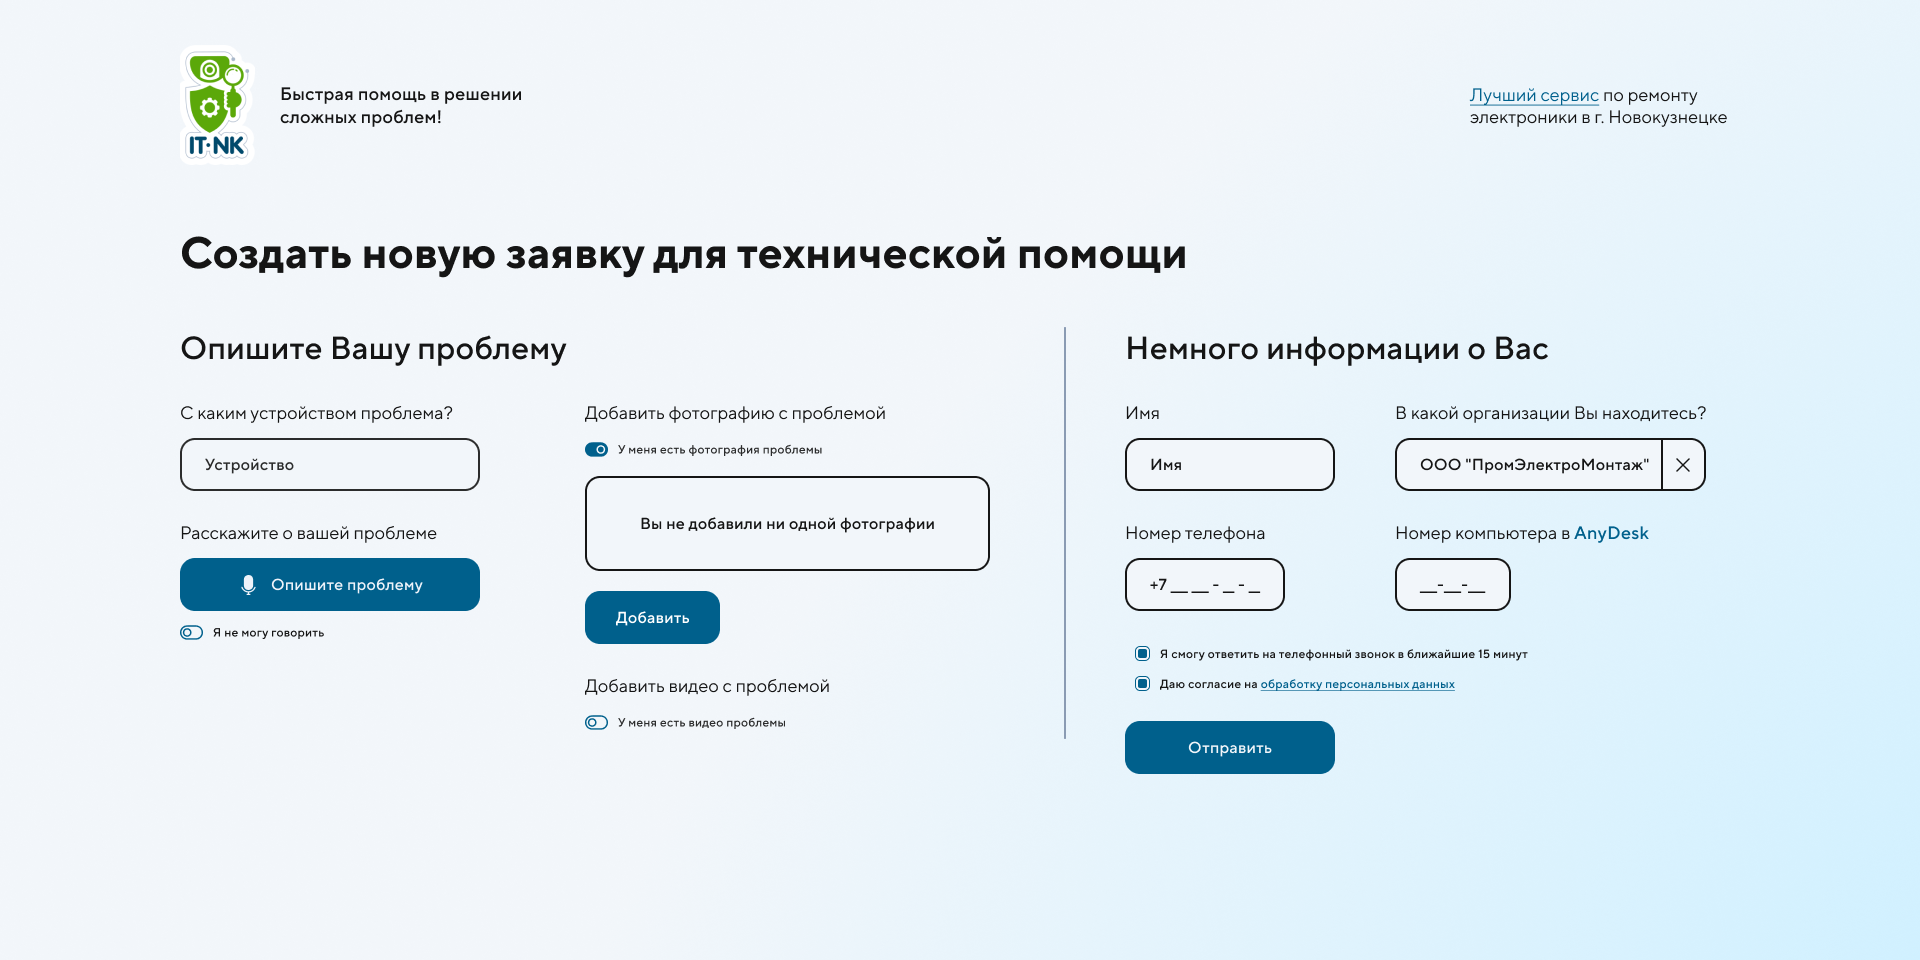 IT·NK
Быстрая помощь в решении
сложных проблем!
Лучший сервис по ремонту
электроники в г. Новокузнецке
Создать новую заявку для технической помощи
Опишите Вашу проблему
С каким устройством проблема?
Устройство
Расскажите о вашей проблеме
Опишите проблему
Я не могу говорить
Добавить фотографию с проблемой
У меня есть фотография проблемы
Вы не добавили ни одной фотографии
Добавить
Добавить видео с проблемой
У меня есть видео проблемы
Немного информации о Вас
Имя
Имя
В какой организации Вы находитесь?
ООО "ПромЭлектроМонтаж"
Номер телефона
+7 __ __ - _ - _
Номер компьютера в AnyDesk
__-__-__
Я смогу ответить на телефонный звонок в ближайшие 15 минут
Даю согласие на обработку персональных данных
Отправить